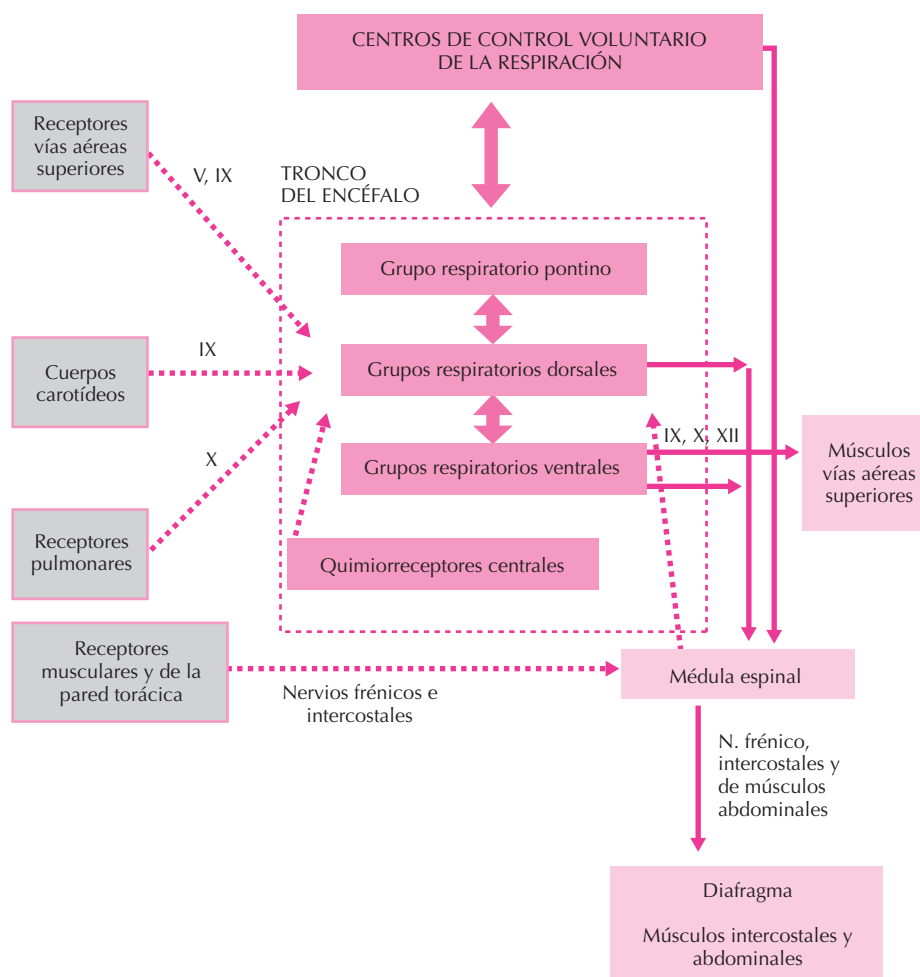 CENTROS DE CONTROL VOLUNTARIO
DE LA RESPIRACIÓN
Receptores
vías aéreas
superiores
V, IX
TRONCO
DEL ENCÉFALO
Grupo respiratorio pontino
IX
Cuerpos
carotídeos
Grupos respiratorios dorsales
IX, X, XII
Músculos
vías aéreas
superiores
X
Grupos respiratorios ventrales
Receptores
pulmonares
Quimiorreceptores centrales
Receptores
musculares y de la
pared torácica
Nervios frénicos e
intercostales
Médula espinal
N. frénico,
intercostales y
de músculos
abdominales
Diafragma
Músculos intercostales y
abdominales